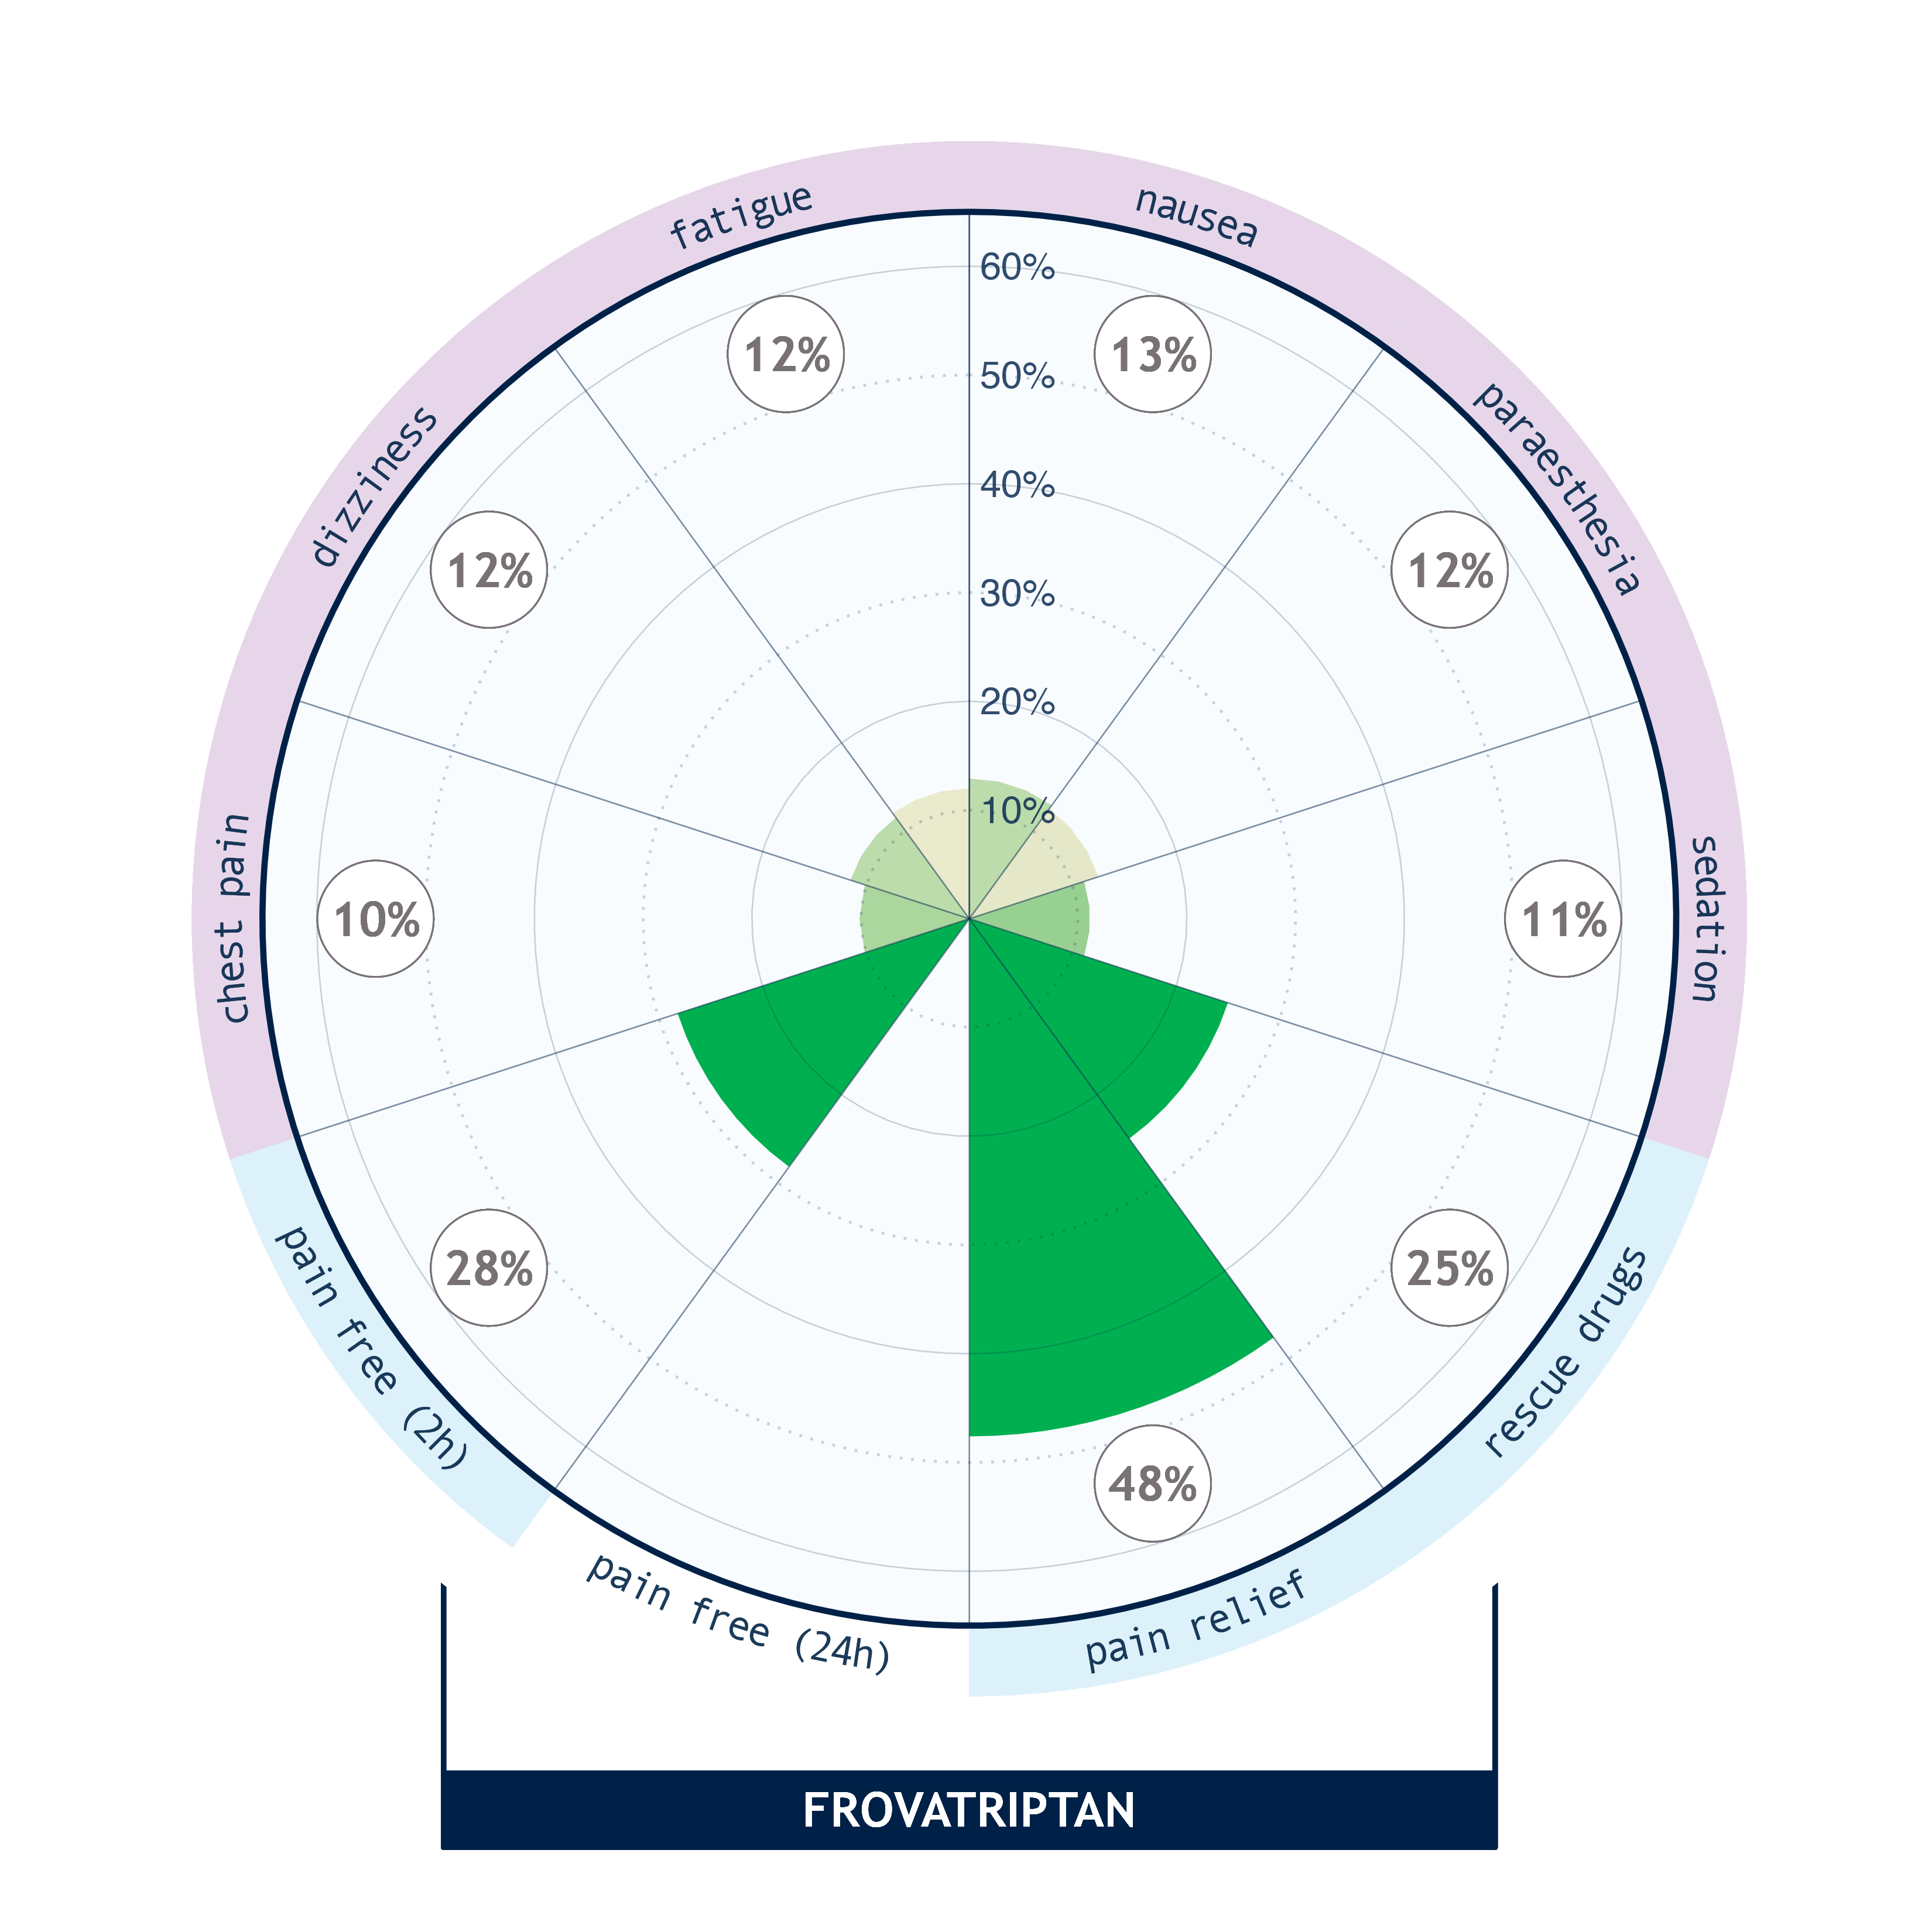 fatigue
nausea
60%
12%
13%
50%
dizziness
paraesthesia
40%
12%
12%
30%
20%
10%
chest pain
10%
11%
sedation
28%
25%
pain free (2h)
rescue drugs
48%
pain free (24h)
pain relief
FROVATRIPTAN